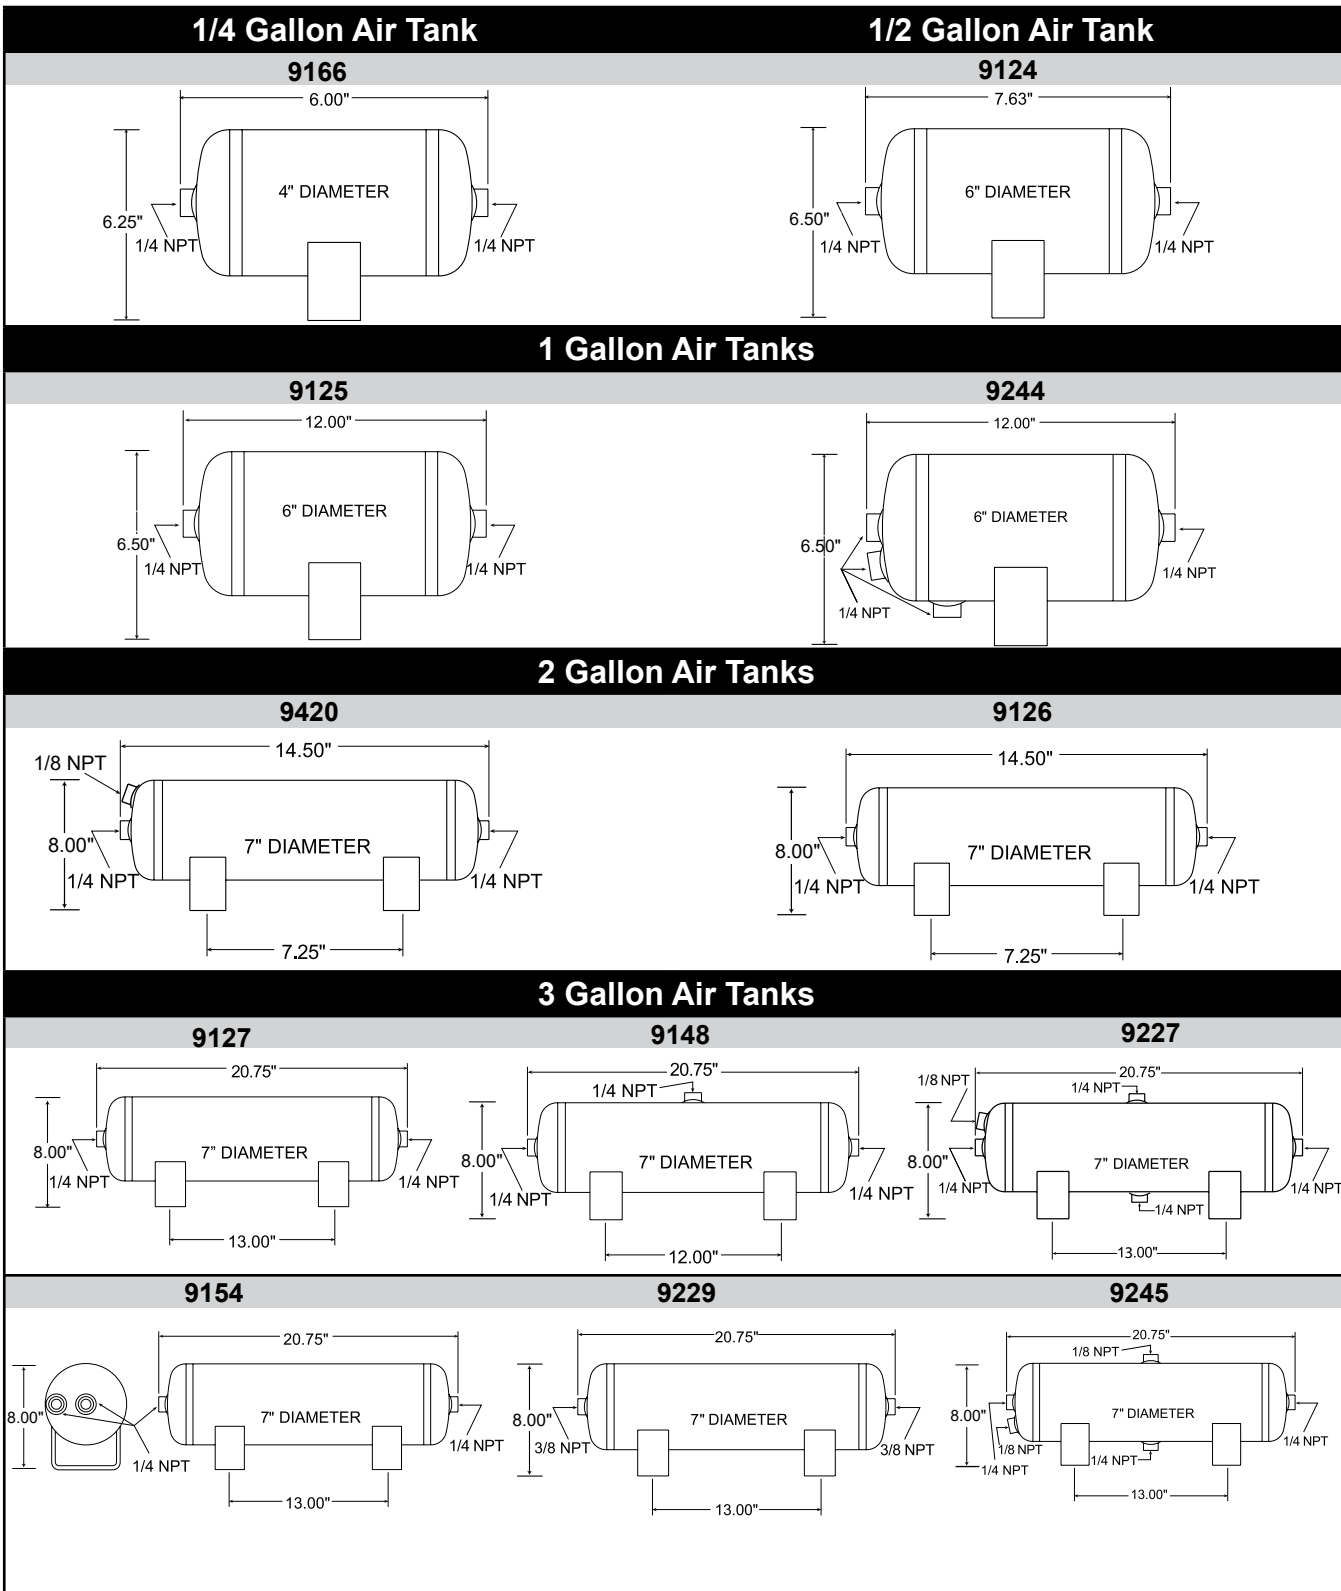 1/4 Gallon Air Tank
1/2 Gallon Air Tank
9166
9124
6.00"
4" DIAMETER
6.25"
1/4 NPT
1/4 NPT
7.63"
6" DIAMETER
6.50"
1/4 NPT
1/4 NPT
1 Gallon Air Tanks
9125
9244
12.00"
6" DIAMETER
6.50"
1/4 NPT
1/4 NPT
12.00"
6" DIAMETER
6.50"
1/4 NPT
1/4 NPT
2 Gallon Air Tanks
9420
9126
14.50"
1/8 NPT
8.00"
7" DIAMETER
1/4 NPT
1/4 NPT
7.25"
14.50"
8.00"
7" DIAMETER
1/4 NPT
1/4 NPT
7.25"
3 Gallon Air Tanks
9127
9148
9227
20.75"
8.00"
7” DIAMETER
1/4 NPT
1/4 NPT
13.00"
20.75"
1/4 NPT
8.00"
7" DIAMETER
1/4 NPT
1/4 NPT
12.00"
20.75"
1/8 NPT
1/4 NPT
8.00"
7" DIAMETER
1/4 NPT
1/4 NPT
1/4 NPT
13.00"
9154
9229
9245
20.75"
8.00"
7" DIAMETER
1/4 NPT
1/4 NPT
13.00"
20.75"
8.00"
7" DIAMETER
3/8 NPT
3/8 NPT
13.00"
20.75"
1/8 NPT
8.00"
7" DIAMETER
1/8 NPT
1/4 NPT
1/4 NPT
1/4 NPT
13.00"